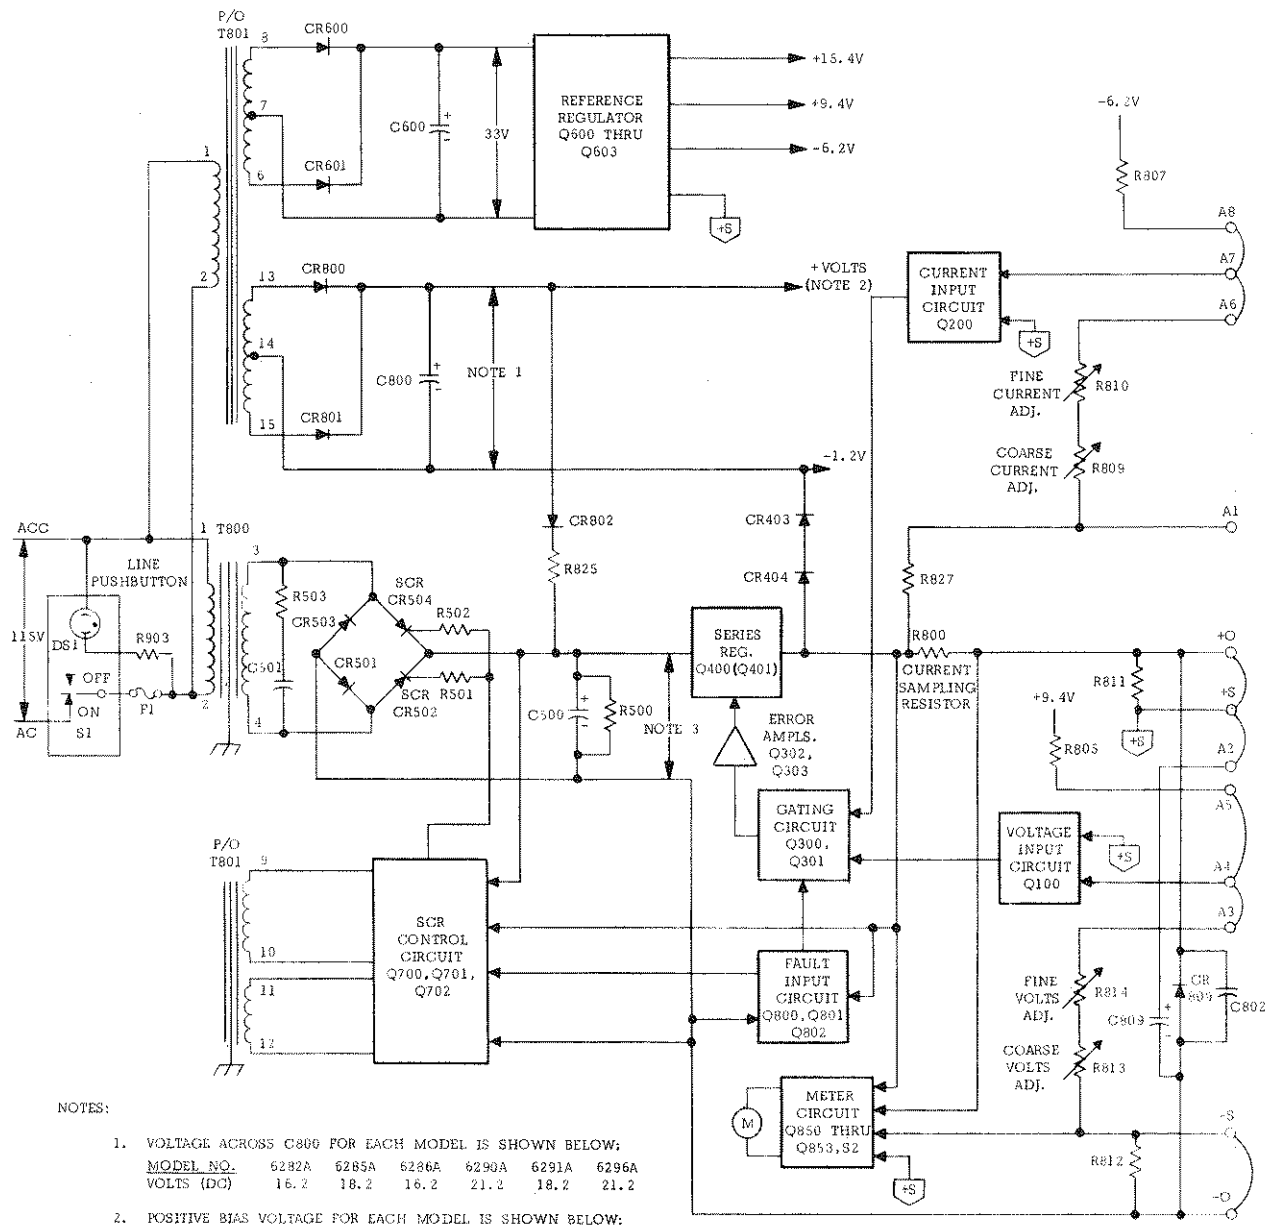 P/O
T801
8
7
6
1
2
CR600
CR601
C600
+
-
33V
REFERENCE
REGULATOR
Q600 THRU
Q603
+15.4V
+9.4V
-6.2V
+S
13
14
15
CR800
CR801
C800
+
-
NOTE 1
+VOLTS
(NOTE 2)
-1.2V
CURRENT
INPUT
CIRCUIT
Q200
+S
-6.2V
R807
A8
A7
A6
FINE
CURRENT
ADJ.
R810
COARSE
CURRENT
ADJ.
R809
A1
CR802
R825
CR403
CR404
R827
ACC
115V
AC
LINE
PUSHBUTTON
DS1
R903
OFF
ON
S1
F1
1
2
T800
3
4
R503
C501
SCR
CR504
CR503
CR501
SCR
CR502
R502
R501
C500
+
-
R500
NOTE 3
SERIES
REG.
Q400(Q401)
R800
CURRENT
SAMPLING
RESISTOR
ERROR
AMPLS.
Q302,
Q303
GATING
CIRCUIT
Q300,
Q301
+9.4V
R805
R811
+S
+O
+S
A2
A5
A4
A3
VOLTAGE
INPUT
CIRCUIT
Q100
+S
P/O
T801
9
10
11
12
SCR
CONTROL
CIRCUIT
Q700,Q701,
Q702
FAULT
INPUT
CIRCUIT
Q800,Q801
Q802
FINE
VOLTS
ADJ.
R814
COARSE
VOLTS
ADJ.
R813
C809
+
-
CR
809
C802
M
METER
CIRCUIT
Q850 THRU
Q853,S2
+S
R812
-S
-O
NOTES:
1. VOLTAGE ACROSS C800 FOR EACH MODEL IS SHOWN BELOW:
MODEL NO. 6282A 6285A 6286A 6290A 6291A 6296A
VOLTS (DC) 16.2 18.2 16.2 21.2 18.2 21.2
2. POSITIVE BIAS VOLTAGE FOR EACH MODEL IS SHOWN BELOW: